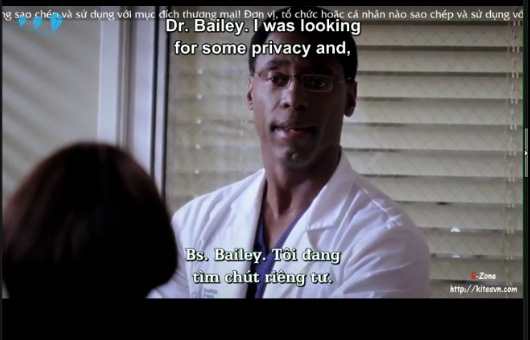 ng sao chép và sử dụng với mục đích thương mại! Đơn vị, tổ chức hoặc cá nhân nào sao chép và sử dụng vớ
Dr. Bailey. I was looking
for some privacy and,
Bs. Bailey. Tôi đang
tìm chút riêng tư.
E-Zone
http://kitesvn.com